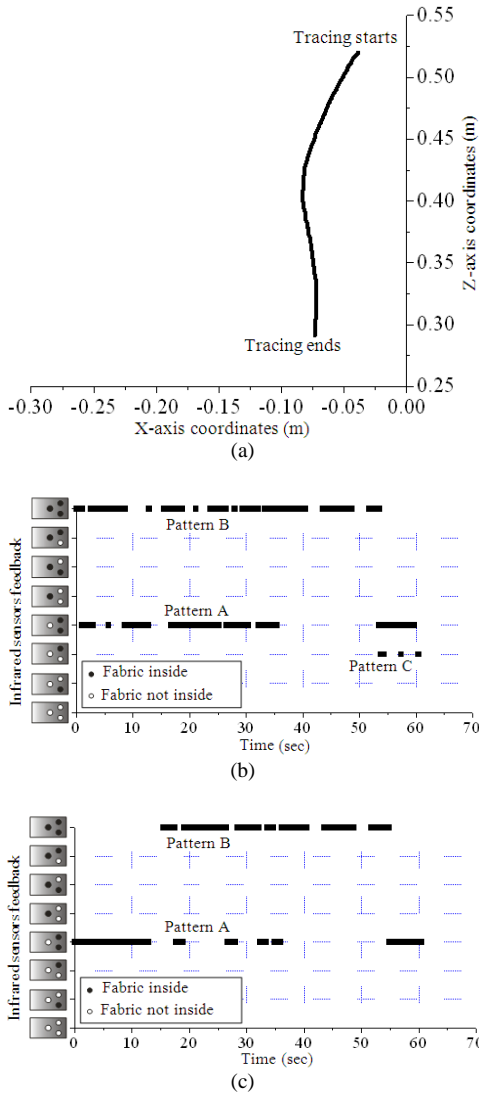 0.55
Tracing starts
0.50
0.45
0.40
0.35
0.30
Tracing ends
0.25
Z-axis coordinates (m)
-0.30 -0.25 -0.20 -0.15 -0.10 -0.05 0.00
X-axis coordinates (m)
(a)
Infrared sensors feedback
Pattern B
Pattern A
Pattern C
Fabric inside
Fabric not inside
0 10 20 30 40 50 60 70
Time (sec)
(b)
Infrared sensors feedback
Pattern B
Pattern A
Fabric inside
Fabric not inside
0 10 20 30 40 50 60 70
Time (sec)
(c)